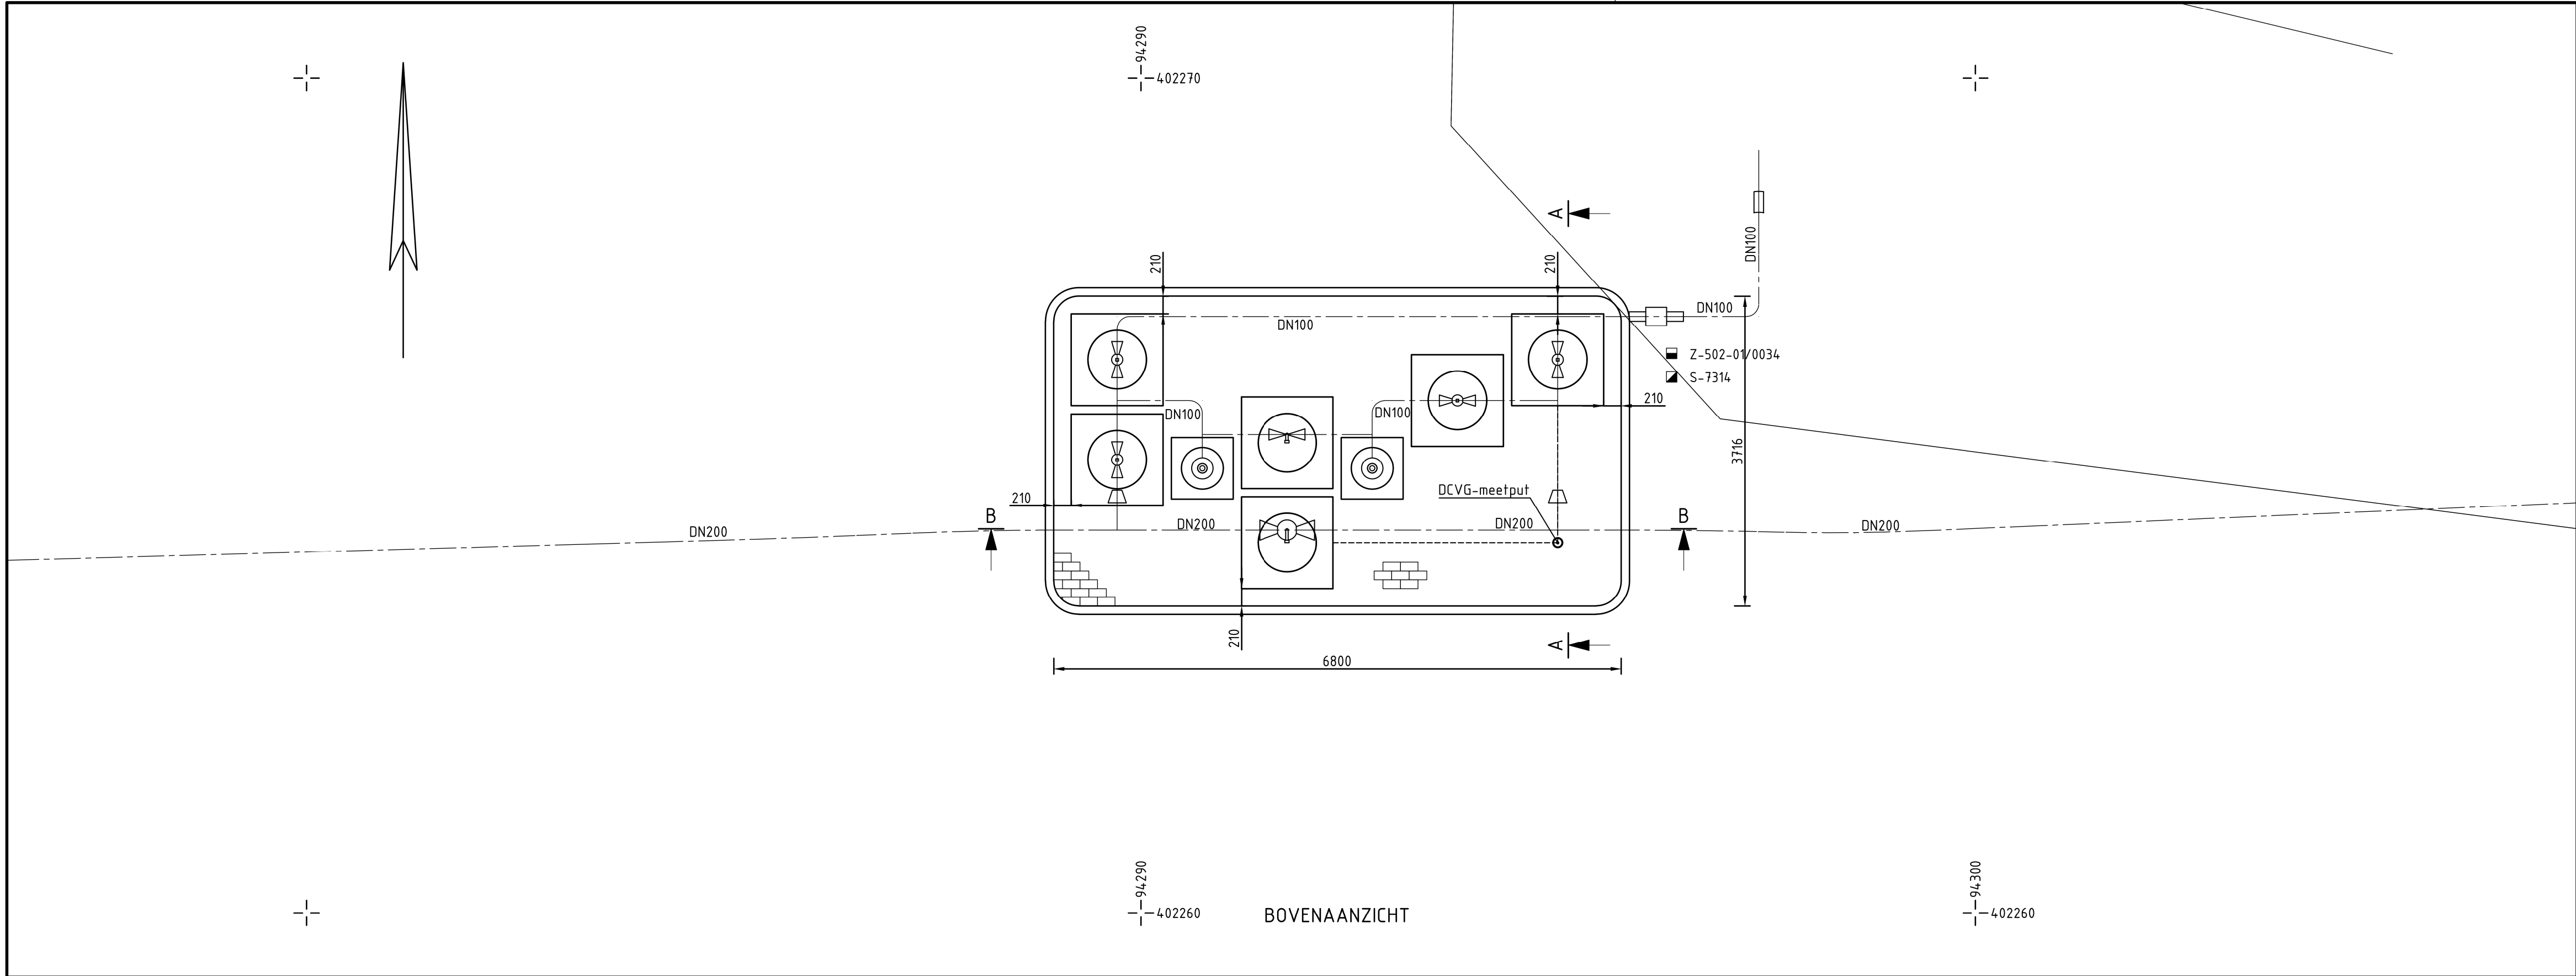 94290
402270
A
DN100
210
210
DN100
DN100
Z-502-01/0034
S-7314
210
DN100
DN100
3716
DCVG-meetput
210
B
DN200
DN200
DN200
B
DN200
210
A
6800
94290
402260
BOVENAANZICHT
94300
402260